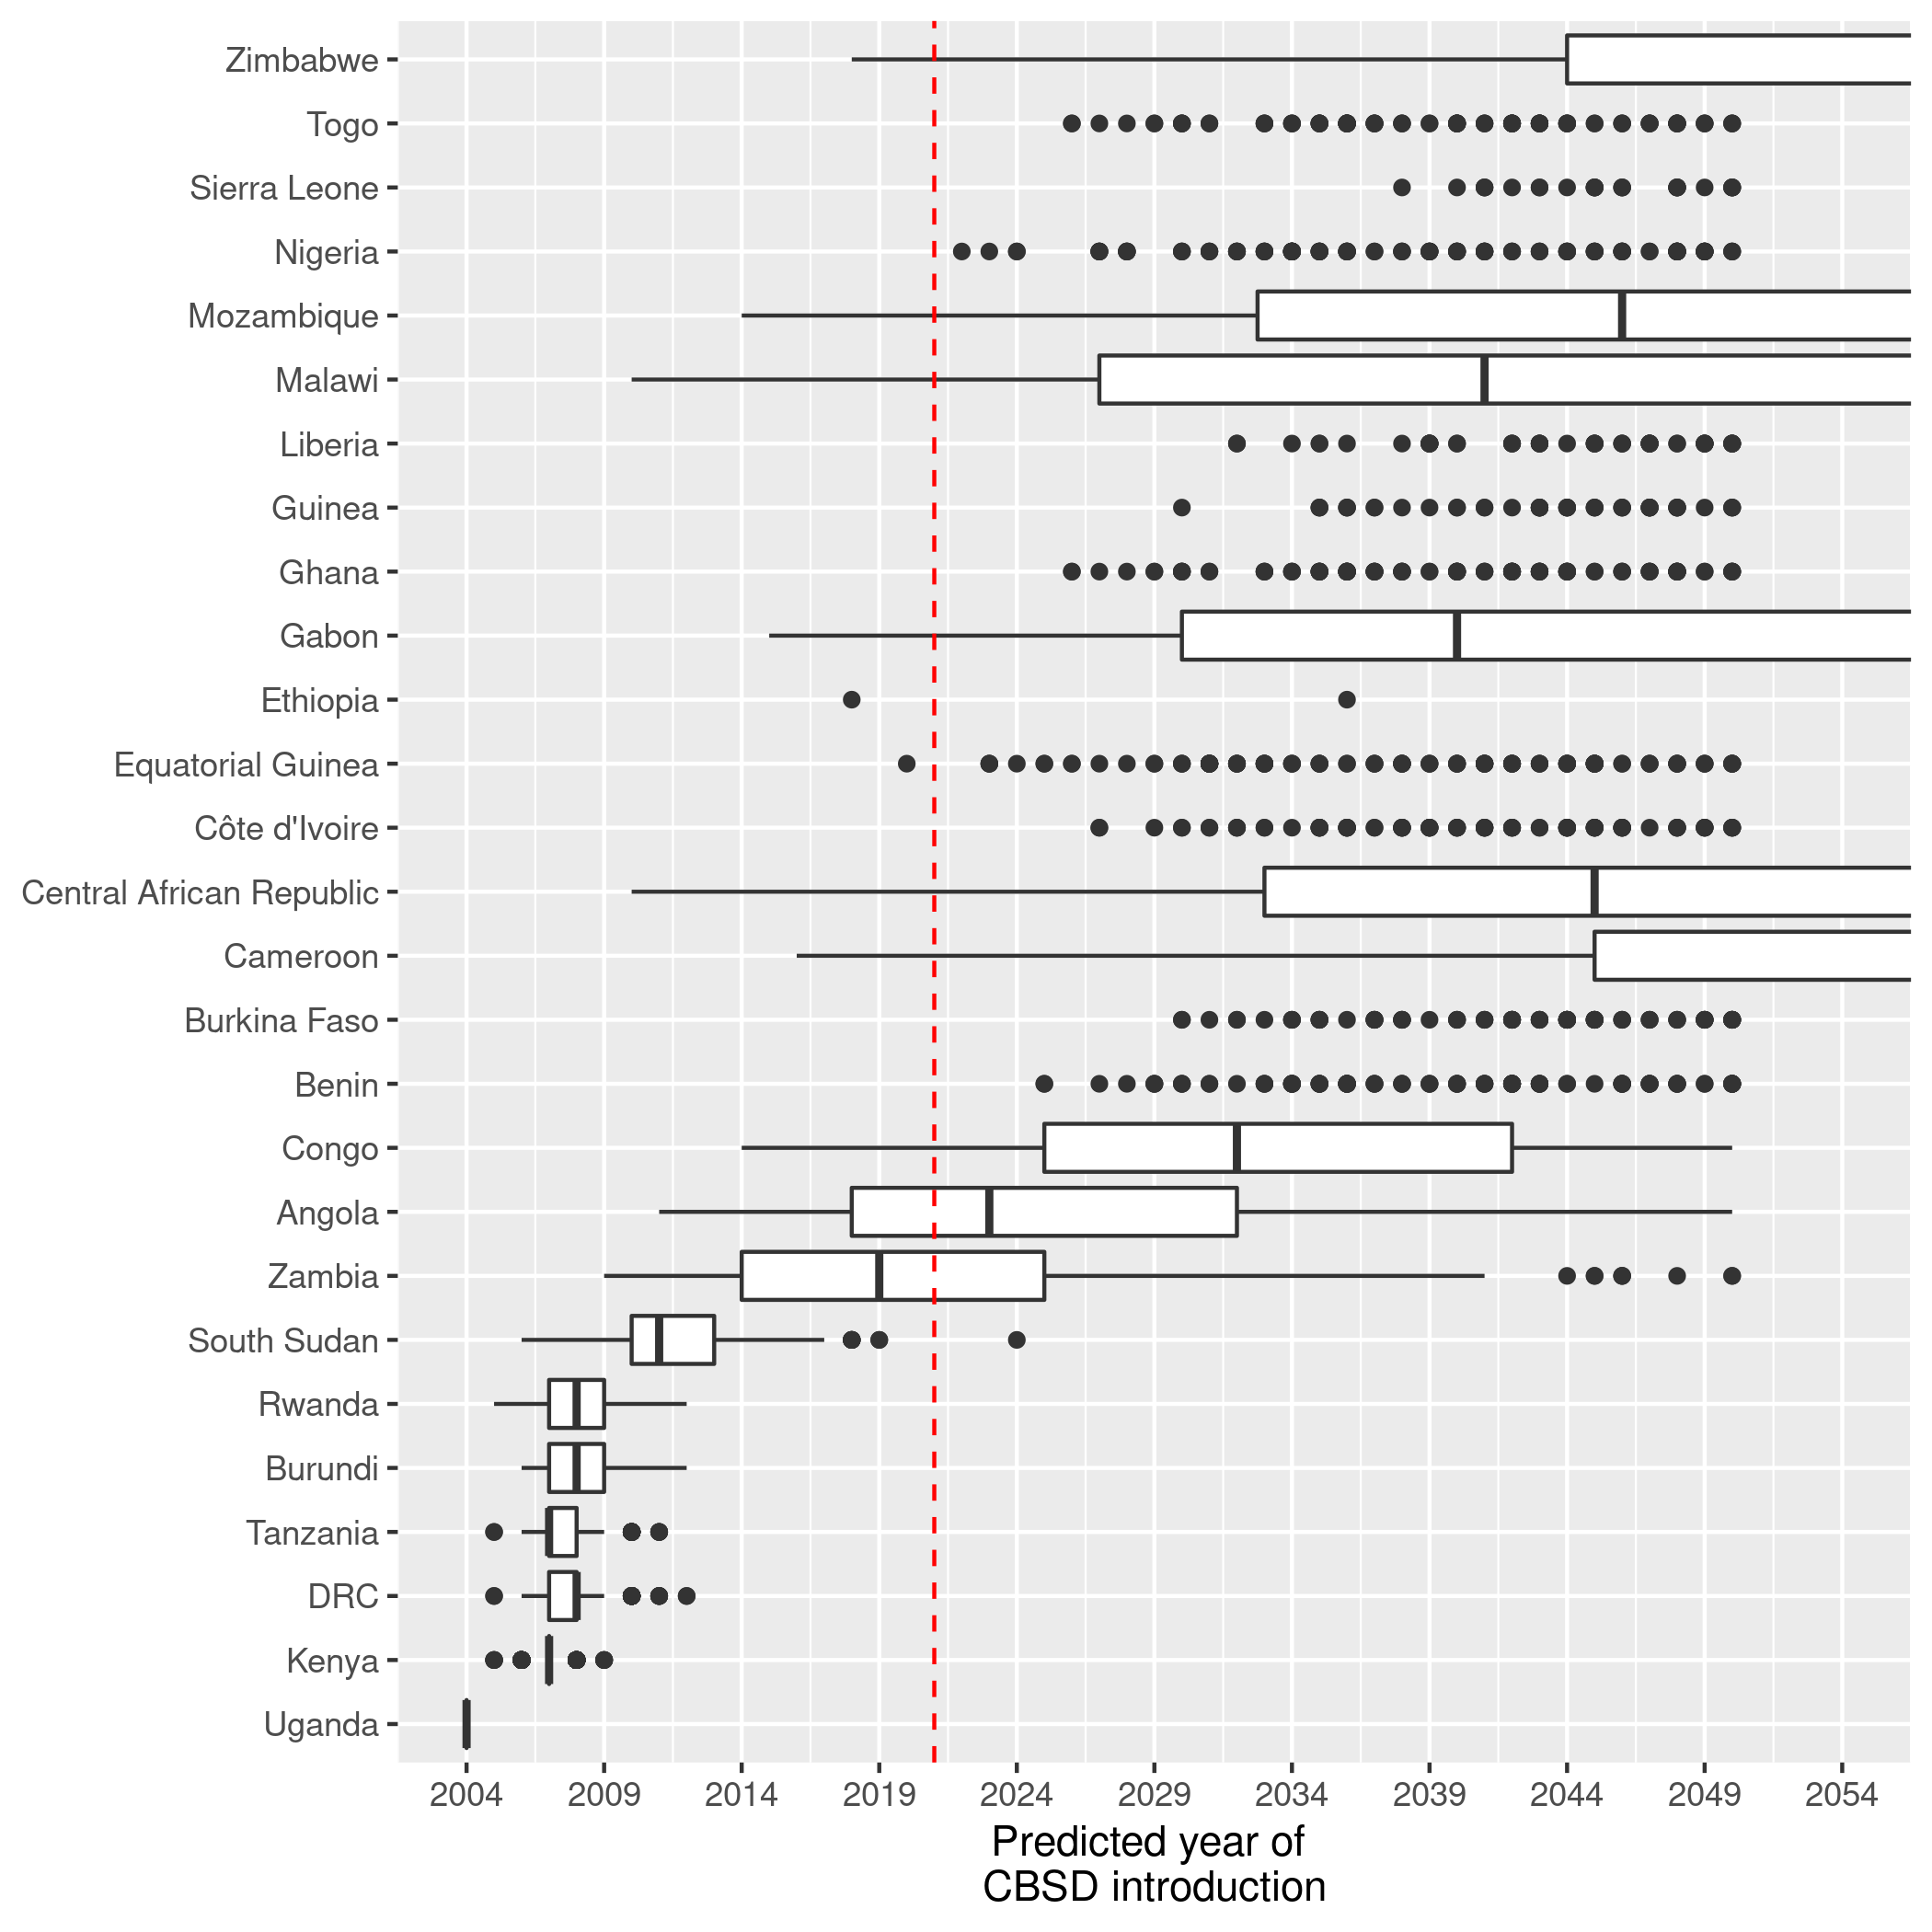 Zimbabwe
Togo
Sierra Leone
Nigeria
Mozambique
Malawi
Liberia
Guinea
Ghana
Gabon
Ethiopia
Equatorial Guinea
Côte d'Ivoire
Central African Republic
Cameroon
Burkina Faso
Benin
Congo
Angola
Zambia
South Sudan
Rwanda
Burundi
Tanzania
DRC
Kenya
Uganda
2004 2009 2014 2019 2024 2029 2034 2039 2044 2049 2054
Predicted year of
CBSD introduction